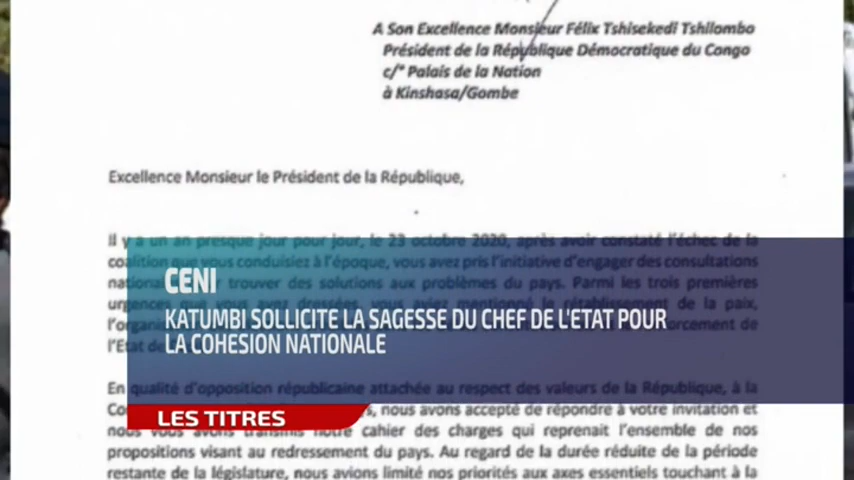 A Son Excellence Monsieur Félix Tshisekedi Tshilombo
Président de la République Démocratique du Congo
c/° Palais de la Nation
à Kinshasa/Gombe
Excellence Monsieur le Président de la République,
Il y a un an presque jour pour jour, le 23 octobre 2020, après avoir constaté l'échec de la
coalition que vous conduisiez à l'époque, vous avez pris l'initiative d'engager des consultations
trouver des solutions aux problèmes du pays. Parmi les trois premières
urgences que vous avez dressées, vous aviez mentionné le rétablissement de la paix,
CENI
KATUMBI SOLLICITE LA SAGESSE DU CHEF DE L'ETAT POUR
LA COHESION NATIONALE
En qualité d'opposition républicaine attachée au respect des valeurs de la République, à la
nous avons accepté de répondre à votre invitation et
nous vous avons transmis notre cahier des charges qui reprenait l'ensemble de nos
LES TITRES
propositions visant au redressement du pays. Au regard de la durée réduite de la période
restante de la législature, nous avions limité nos priorités aux axes essentiels touchant à la